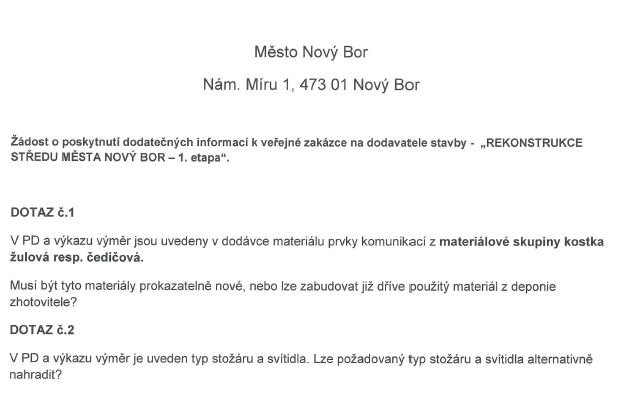 Město Nový Bor
Nám. Míru 1, 473 01 Nový Bor
Žádost o poskytnutí dodatečných informací k veřejné zakázce na dodavatele stavby - „REKONSTRUKCE
STŘEDU MĚSTA NOVÝ BOR – 1. etapa“.
DOTAZ č.1
V PD a výkazu výměr jsou uvedeny v dodávce materiálu prvky komunikací z materiálové skupiny kostka
žulová resp. čedičová.
Musí být tyto materiály prokazatelně nové, nebo lze zabudovat již dříve použitý materiál z deponie
zhotovitele?
DOTAZ č.2
V PD a výkazu výměr je uveden typ stožáru a svítidla. Lze požadovaný typ stožáru a svítidla alternativně
nahradit?